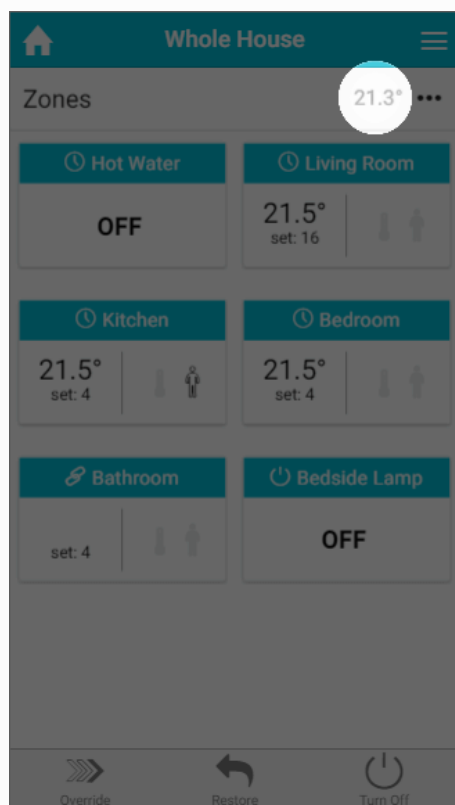 Whole House
Zones 21.3° •••
Hot Water
OFF
Living Room
21.5°
set: 16
Kitchen
21.5°
set: 4
Bedroom
21.5°
set: 4
Bathroom
set: 4
Bedside Lamp
OFF
Override Restore Turn Off